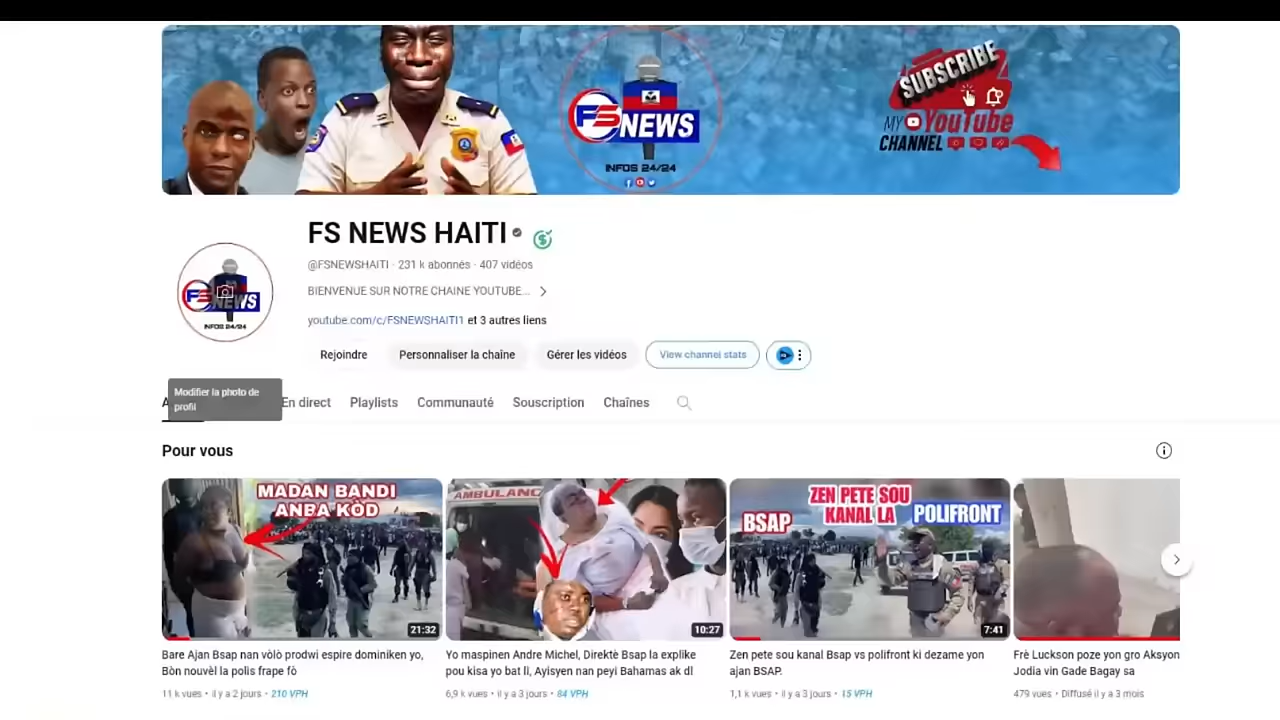 SUBSCRIBE
FS NEWS
MY YouTube
CHANNEL
INFOS 24/24
FS NEWS HAITI
@FSNEWSHAITI · 231 k abonnés · 407 vidéos
BIENVENUE SUR NOTRE CHAINE YOUTUBE...
FS NEWS
INFOS 24/24
youtube.com/c/FSNEWSHAITI1 et 3 autres liens
Rejoindre
Personnaliser la chaîne
Gérer les vidéos
View channel stats
Modifier la photo de
profil
En direct
Playlists
Communauté
Souscription
Chaînes
Pour vous
MADAN BANDI
ANBA KÒD
21:32
AMBULANC
10:27
ZEN PETE SOU
KANAL LA
BSAP
POLIFRONT
7:41
Bare Ajan Bsap nan vòlò prodwi espire dominiken yo,
Bòn nouvèl la polis frape fò
11 k vues · il y a 2 jours · 210 VPH
Yo maspinen Andre Michel, Direktè Bsap la eksplike
pou kisa yo bat li, Ayisyen nan peyi Bahamas ak dl
6,9 k vues · il y a 3 jours · 84 VPH
Zen pete sou kanal Bsap vs polifront ki dezame yon
ajan BSAP.
1,1 k vues · il y a 3 jours · 15 VPH
Frè Luckson poze yon gro Aksyon
Jodia vin Gade Bagay sa
479 vues · Diffusé il y a 3 mois